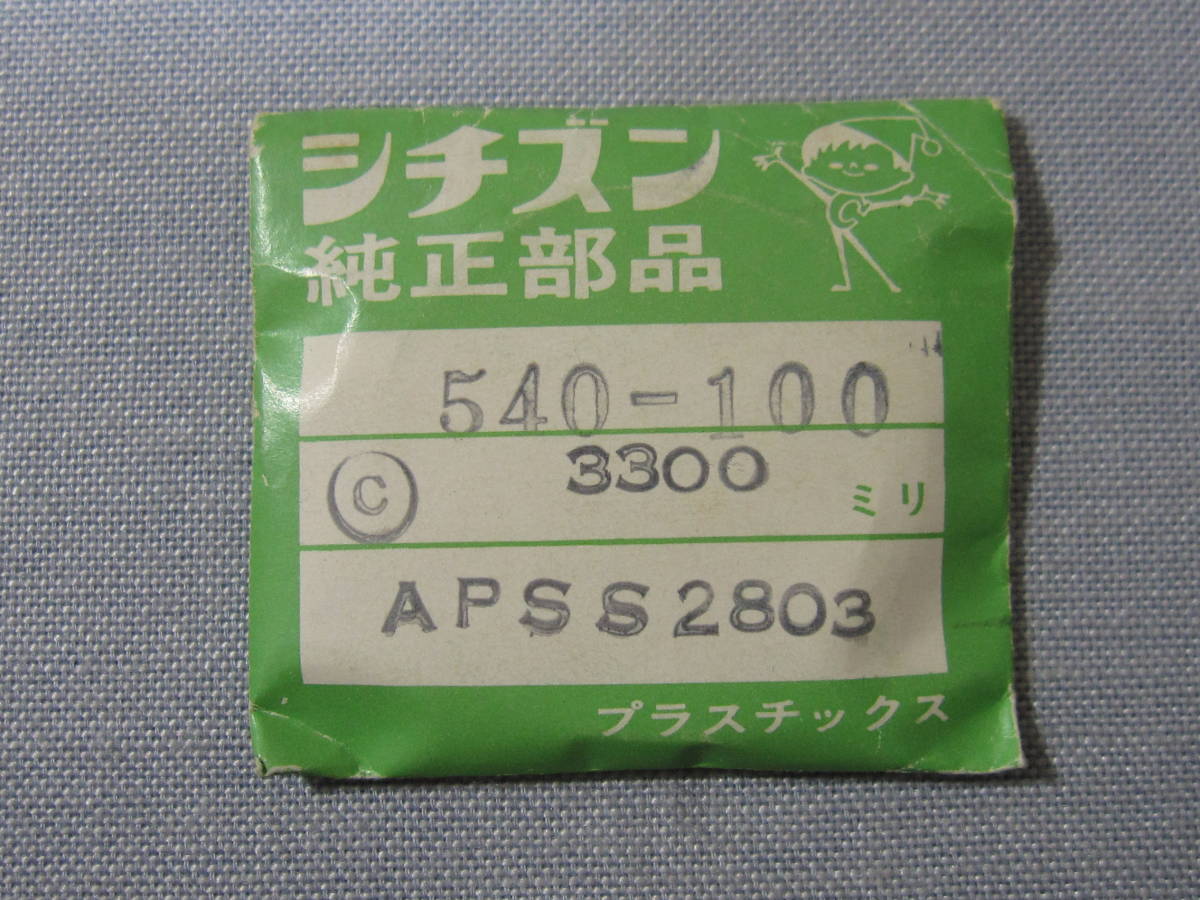 シチズン
純正部品
540-100
Ⓒ 3300 ミリ
APSS2803
プラスチックス